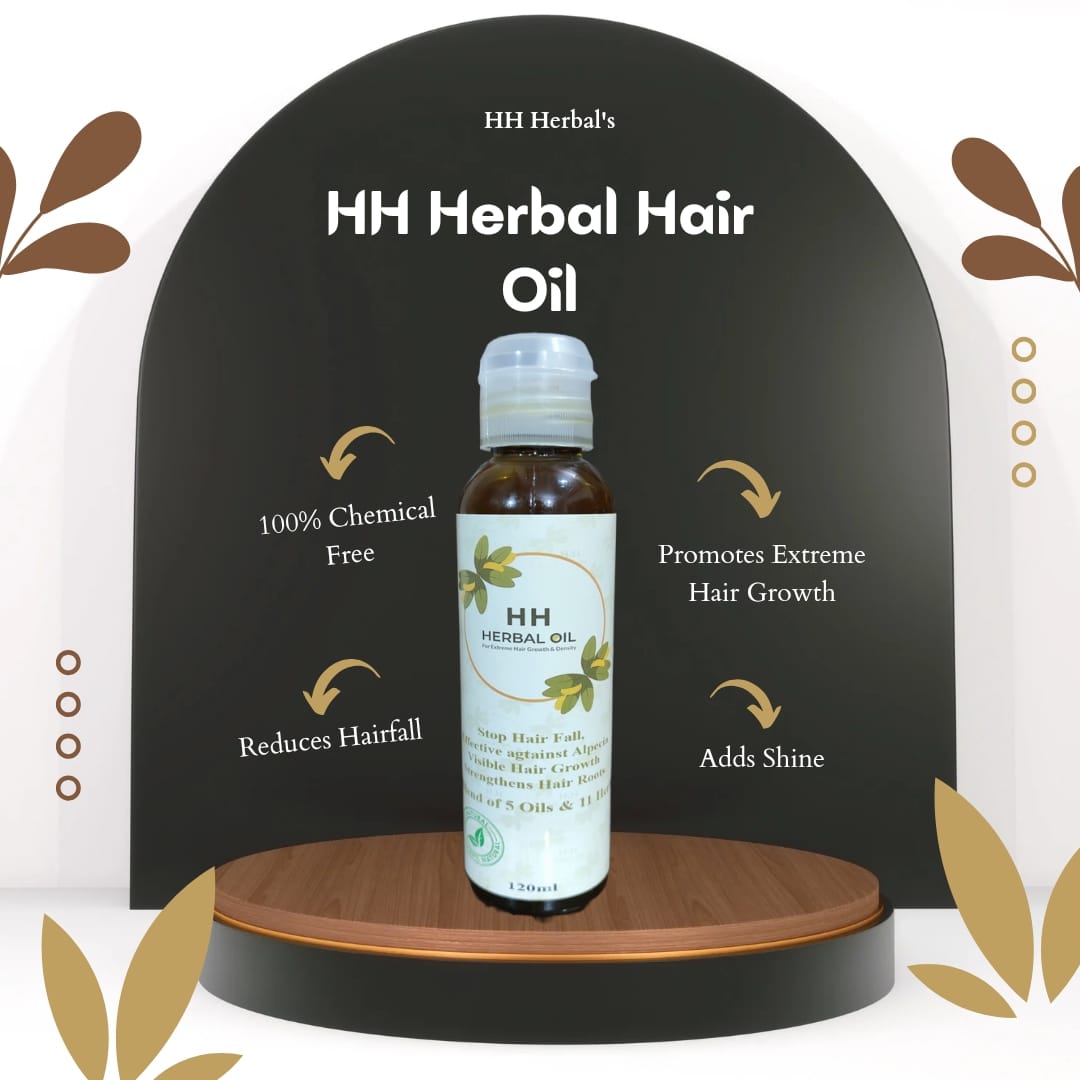 HH Herbal's
HH Herbal Hair
Oil
100% Chemical
Free
Promotes Extreme
Hair Growth
Reduces Hairfall
Adds Shine
HH
HERBAL OIL
For Extreme Hair Growth & Density
Stop Hair Fall,
ffective agtainst Alpecia
Visible Hair Growth
trengthens Hair Roots
end of 5 Oils & 11 He
NATURAL
120ml